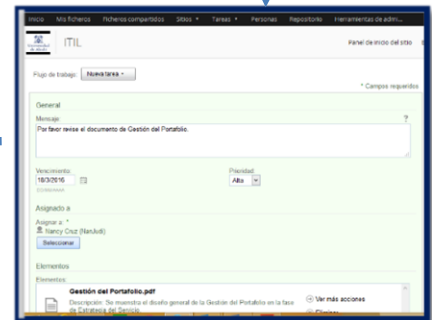 Inicio Mis ficheros Ficheros compartidos Sitios Tareas Personas Repositorio Herramientas de admi...
ITIL
Panel de inicio del sitio
Flujo de trabajo: Nueva tarea
* Campos requeridos
General
Mensaje:
?
Por favor revise el documento de Gestión del Portafolio.
Vencimiento:
Prioridad:
18/3/2016
Alta
Asignado a
Asignar a: *
Nancy Cruz (NanJudi)
Seleccionar
Elementos
Elementos:
Gestión del Portafolio.pdf
Descripción: Se muestra el diseño general de la Gestión del Portafolio en la fase de Estrategia del Servicio.
Ver más acciones
Eliminar